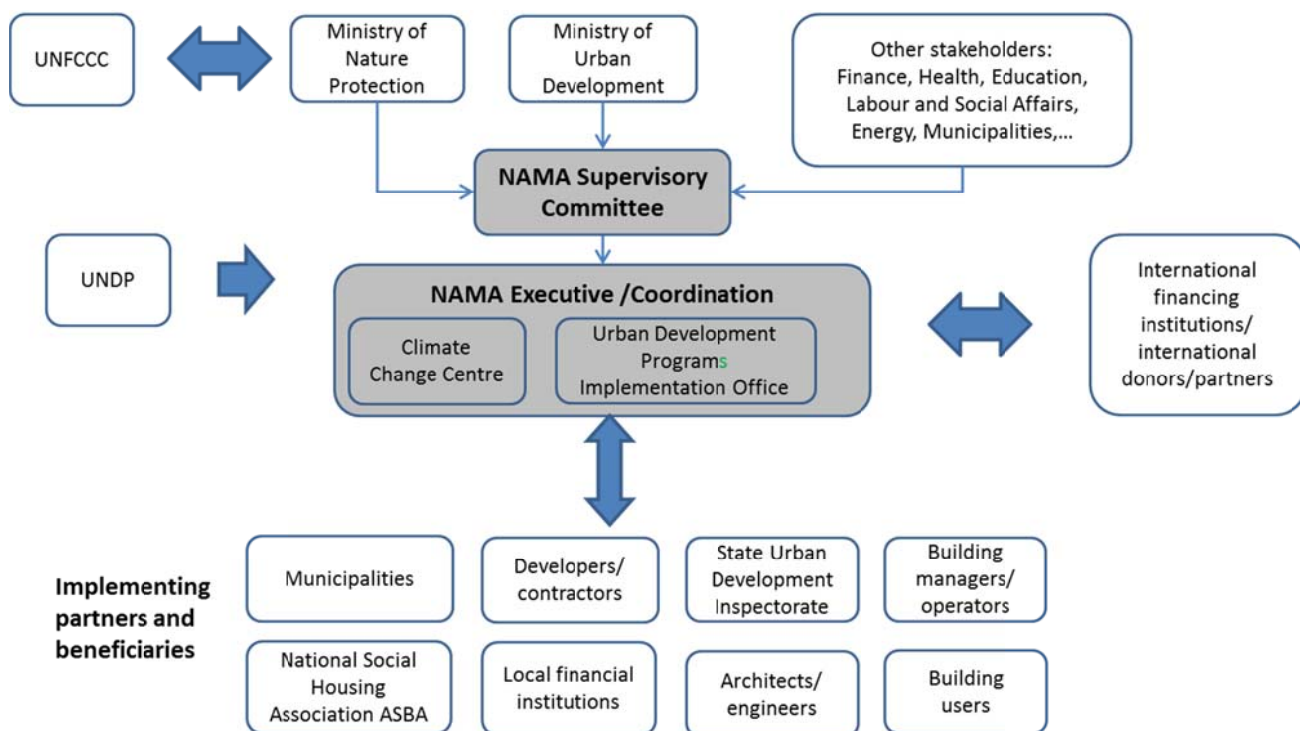 UNFCCC
Ministry of
Nature
Protection
Ministry of
Urban
Development
Other stakeholders:
Finance, Health, Education,
Labour and Social Affairs,
Energy, Municipalities,...
NAMA Supervisory
Committee
UNDP
NAMA Executive /Coordination
Climate
Change Centre
Urban Development
Programs
Implementation Office
International
financing
institutions/
international
donors/partners
Implementing
partners and
beneficiaries
Municipalities
Developers/
contractors
State Urban
Development
Inspectorate
Building
managers/
operators
National Social
Housing
Association ASBA
Local financial
institutions
Architects/
engineers
Building
users